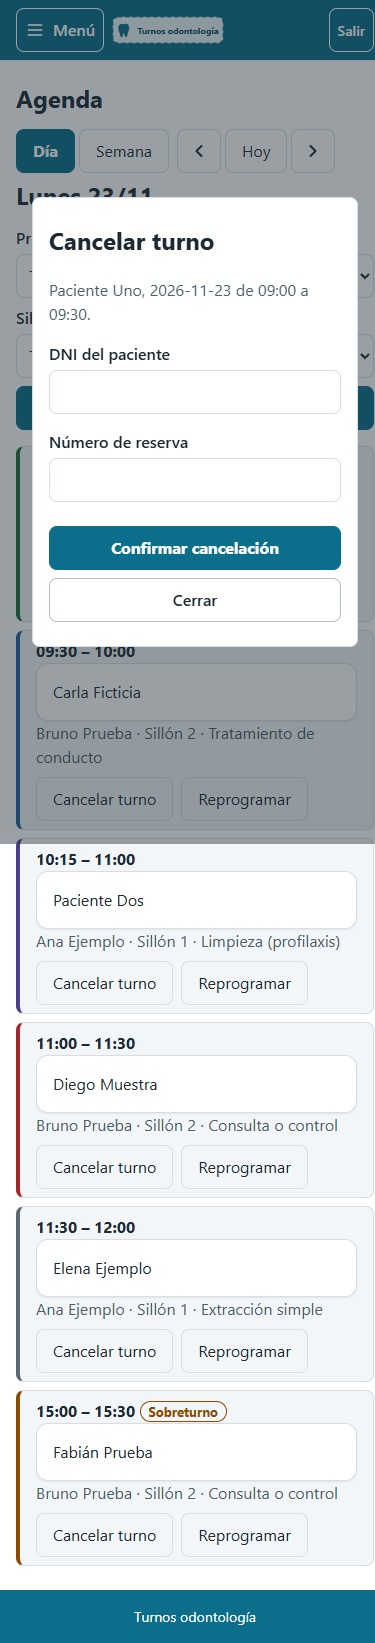 Menú
Turnos odontología
Salir
Agenda
Día
Semana
Hoy
Lunes 23/11
Cancelar turno
Paciente Uno, 2026-11-23 de 09:00 a
09:30.
DNI del paciente
Número de reserva
Confirmar cancelación
Cerrar
09:30 – 10:00
Carla Ficticia
Bruno Prueba · Sillón 2 · Tratamiento de
conducto
Cancelar turno
Reprogramar
10:15 – 11:00
Paciente Dos
Ana Ejemplo · Sillón 1 · Limpieza (profilaxis)
Cancelar turno
Reprogramar
11:00 – 11:30
Diego Muestra
Bruno Prueba · Sillón 2 · Consulta o control
Cancelar turno
Reprogramar
11:30 – 12:00
Elena Ejemplo
Ana Ejemplo · Sillón 1 · Extracción simple
Cancelar turno
Reprogramar
15:00 – 15:30 Sobreturno
Fabián Prueba
Bruno Prueba · Sillón 2 · Consulta o control
Cancelar turno
Reprogramar
Turnos odontología